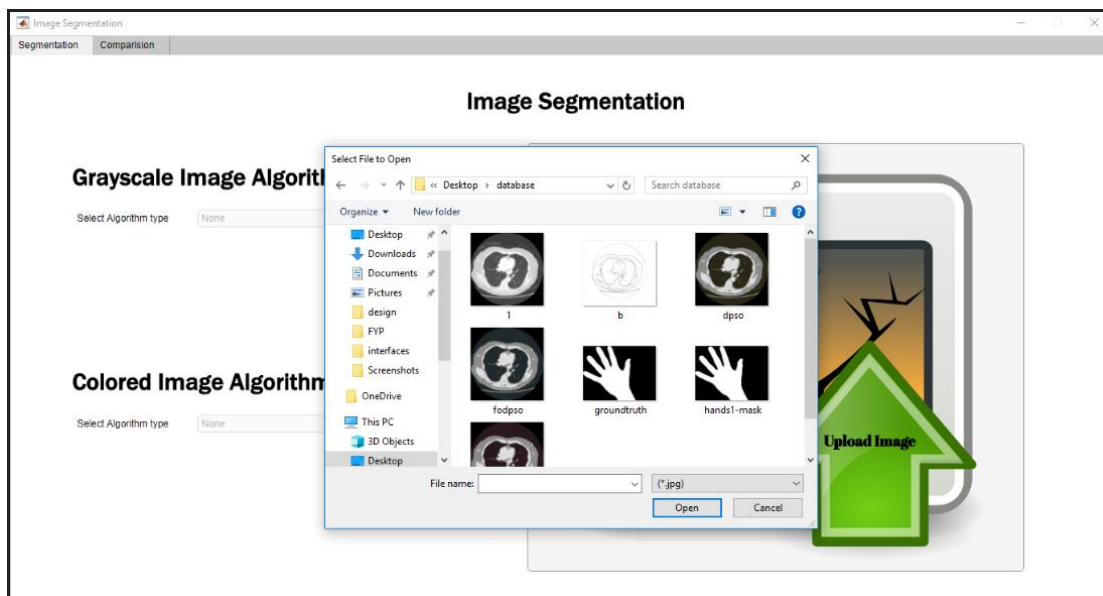 Image Segmentation
Segmentation Comparision
Image Segmentation
Grayscale Image Algorit
Select Algorithm type None
Colored Image Algorithm
Select Algorithm type None
Upload Image
Select File to Open
« Desktop › database
Search database
Organize New folder
Desktop
Downloads
Documents
Pictures
design
FYP
interfaces
Screenshots
OneDrive
This PC
3D Objects
Desktop
1 b dpso
fodpso groundtruth hands1-mask
File name: (*.jpg)
Open Cancel